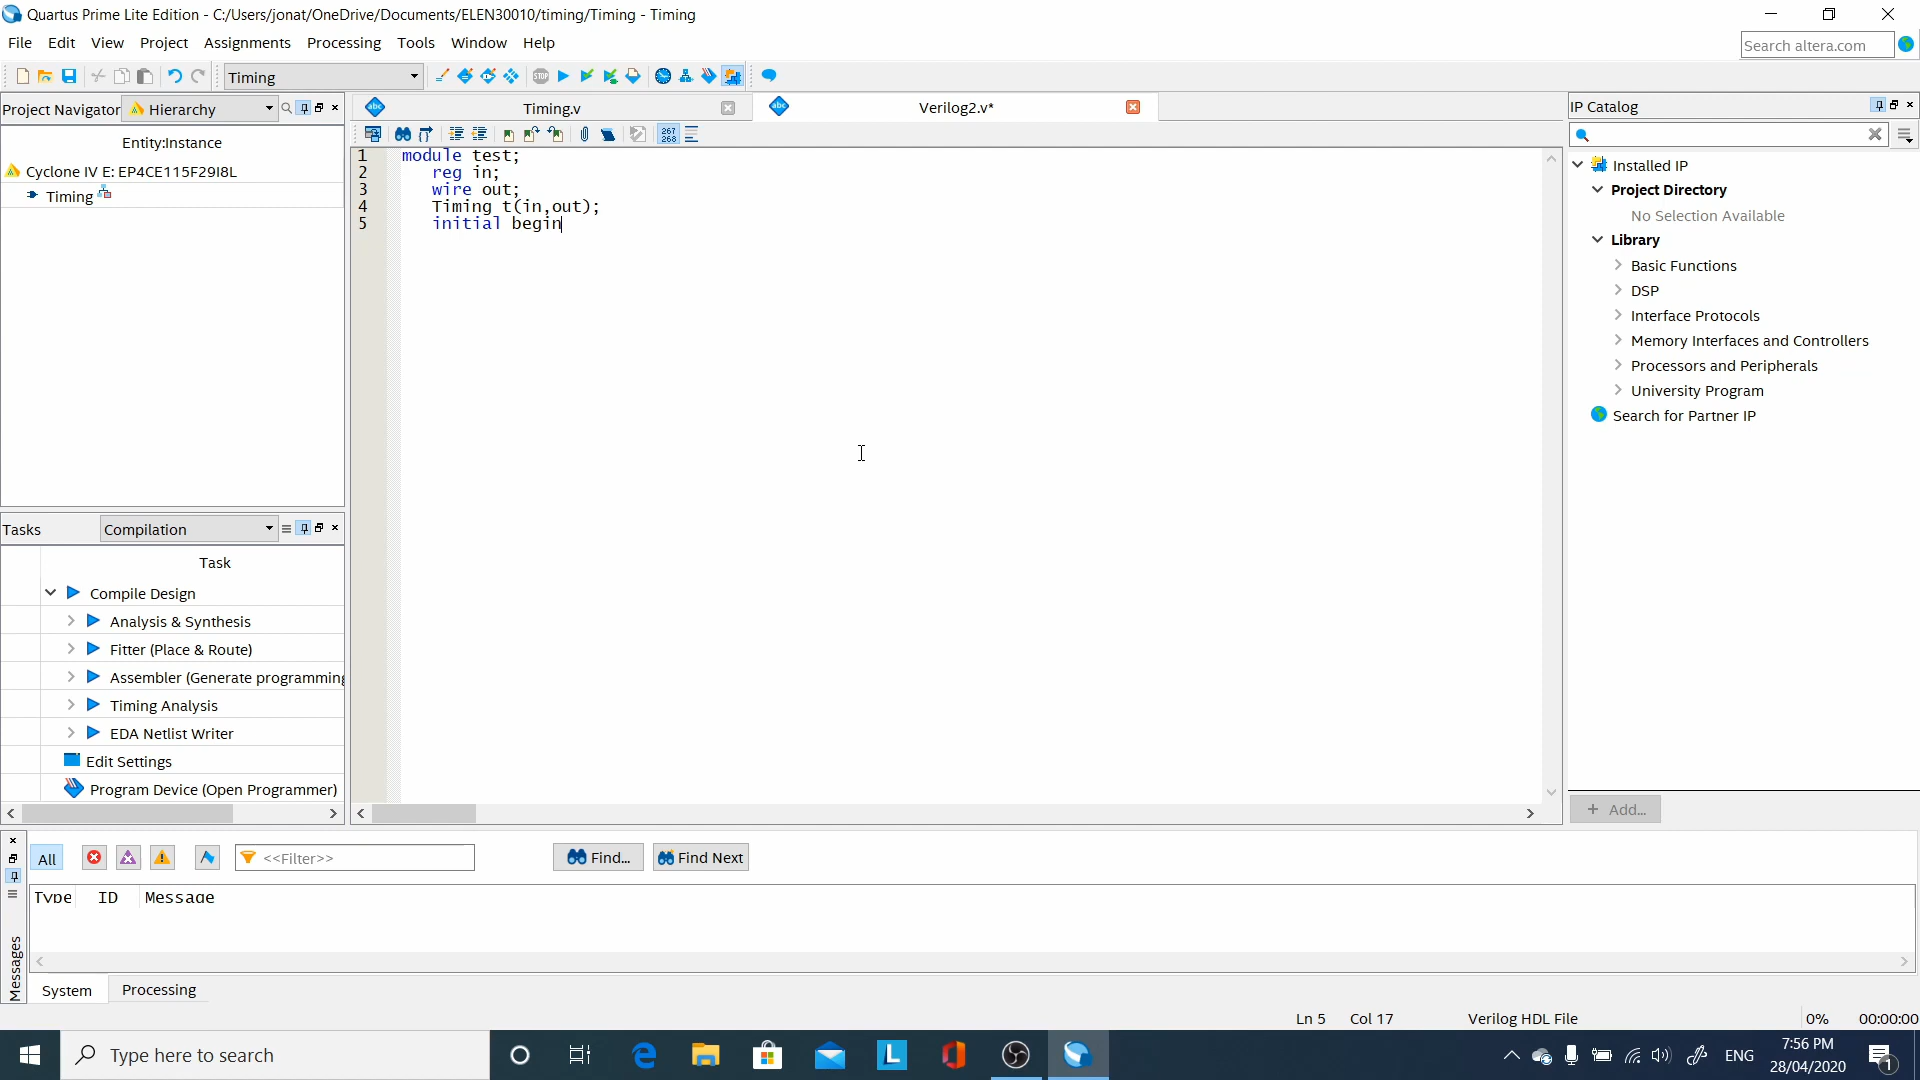 Quartus Prime Lite Edition - C:/Users/jonat/OneDrive/Documents/ELEN30010/timing/Timing - Timing
File Edit View Project Assignments Processing Tools Window Help
Search altera.com
Timing
Project Navigator Hierarchy
Entity:Instance
Cyclone IV E: EP4CE115F29I8L
Timing
Timing.v
Verilog2.v*
267
268
1 module test;
2 reg in;
3 wire out;
4 Timing t(in,out);
5 initial begin
IP Catalog
Installed IP
Project Directory
No Selection Available
Library
Basic Functions
DSP
Interface Protocols
Memory Interfaces and Controllers
Processors and Peripherals
University Program
Search for Partner IP
+ Add...
Tasks Compilation
Task
Compile Design
Analysis & Synthesis
Fitter (Place & Route)
Assembler (Generate programming
Timing Analysis
EDA Netlist Writer
Edit Settings
Program Device (Open Programmer)
All
<<Filter>>
Find...
Find Next
Type ID Message
Messages
System Processing
Ln 5 Col 17 Verilog HDL File 0% 00:00:00
Type here to search
ENG
7:56 PM
28/04/2020
1